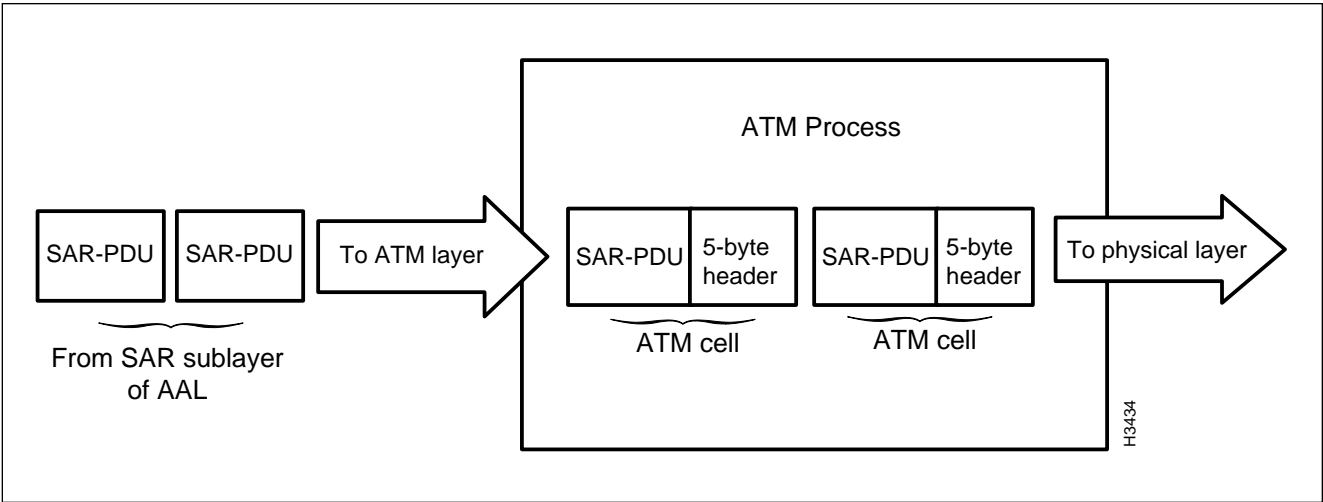 ATM Process
SAR-PDU
SAR-PDU
To ATM layer
SAR-PDU
5-byte
header
SAR-PDU
5-byte
header
To physical layer
From SAR sublayer
of AAL
ATM cell
ATM cell
H3434